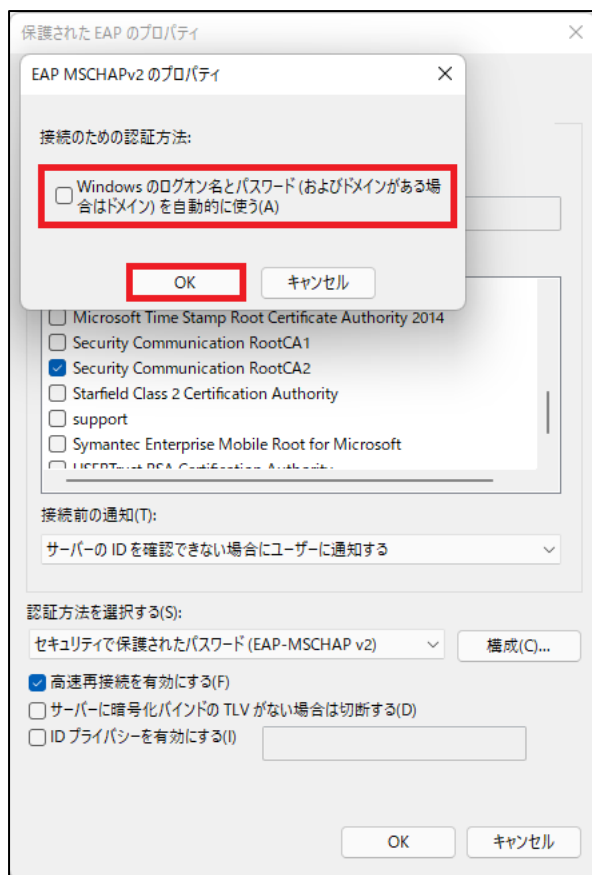 保護された EAP のプロパティ
EAP MSCHAPv2 のプロパティ
接続のための認証方法:
Windows のログオン名とパスワード (およびドメインがある場
合はドメイン) を自動的に使う(A)
OK
キャンセル
Microsoft Time Stamp Root Certificate Authority 2014
Security Communication RootCA1
Security Communication RootCA2
Starfield Class 2 Certification Authority
support
Symantec Enterprise Mobile Root for Microsoft
USERTrust RSA Certification Authority
接続前の通知(T):
サーバーの ID を確認できない場合にユーザーに通知する
認証方法を選択する(S):
セキュリティで保護されたパスワード (EAP-MSCHAP v2)
構成(C)...
高速再接続を有効にする(F)
サーバーに暗号化バインドの TLV がない場合は切断する(D)
ID プライバシーを有効にする(I)
OK
キャンセル